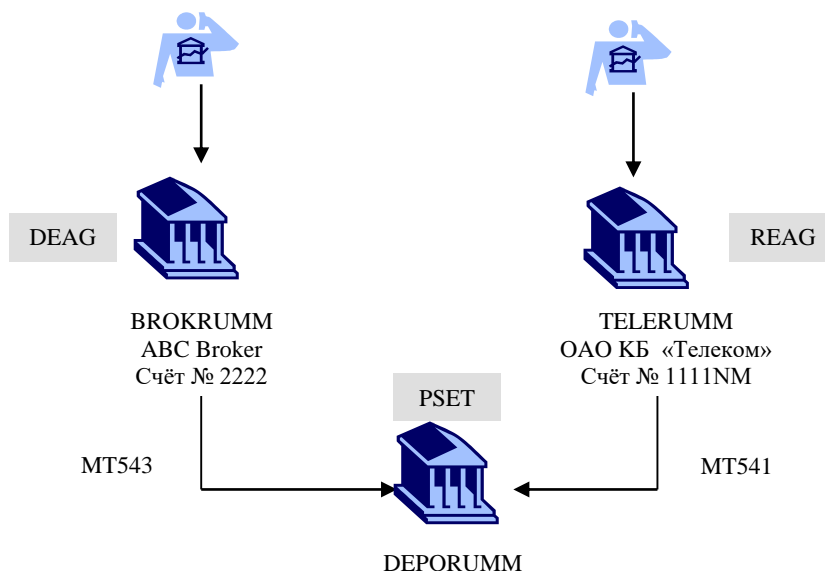 DEAG
REAG
BROKRUMM
ABC Broker
Счёт № 2222
TELERUMM
ОАО КБ «Телеком»
Счёт № 1111NM
PSET
MT543
MT541
DEPORUMM